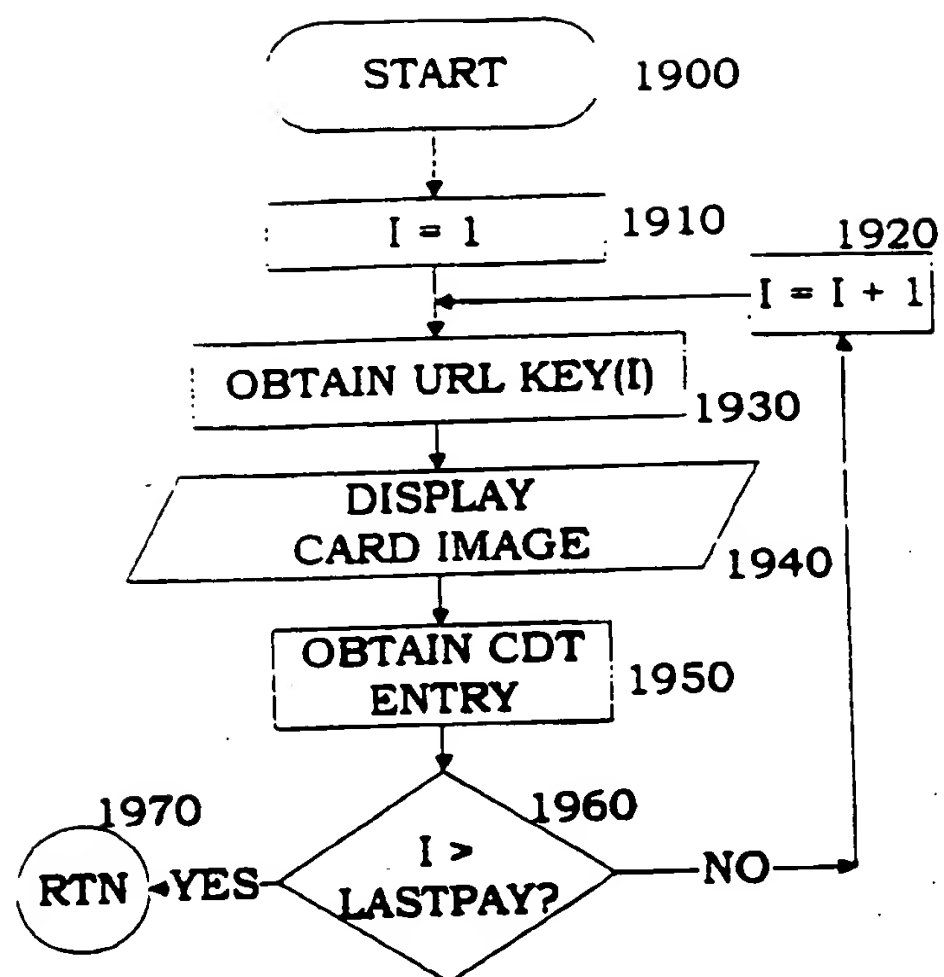 START
1900
I = 1
1910
1920
I = I + 1
OBTAIN URL KEY(I)
1930
DISPLAY
CARD IMAGE
1940
OBTAIN CDT
ENTRY
1950
1960
I >
LASTPAY?
1970
RTN
YES
NO